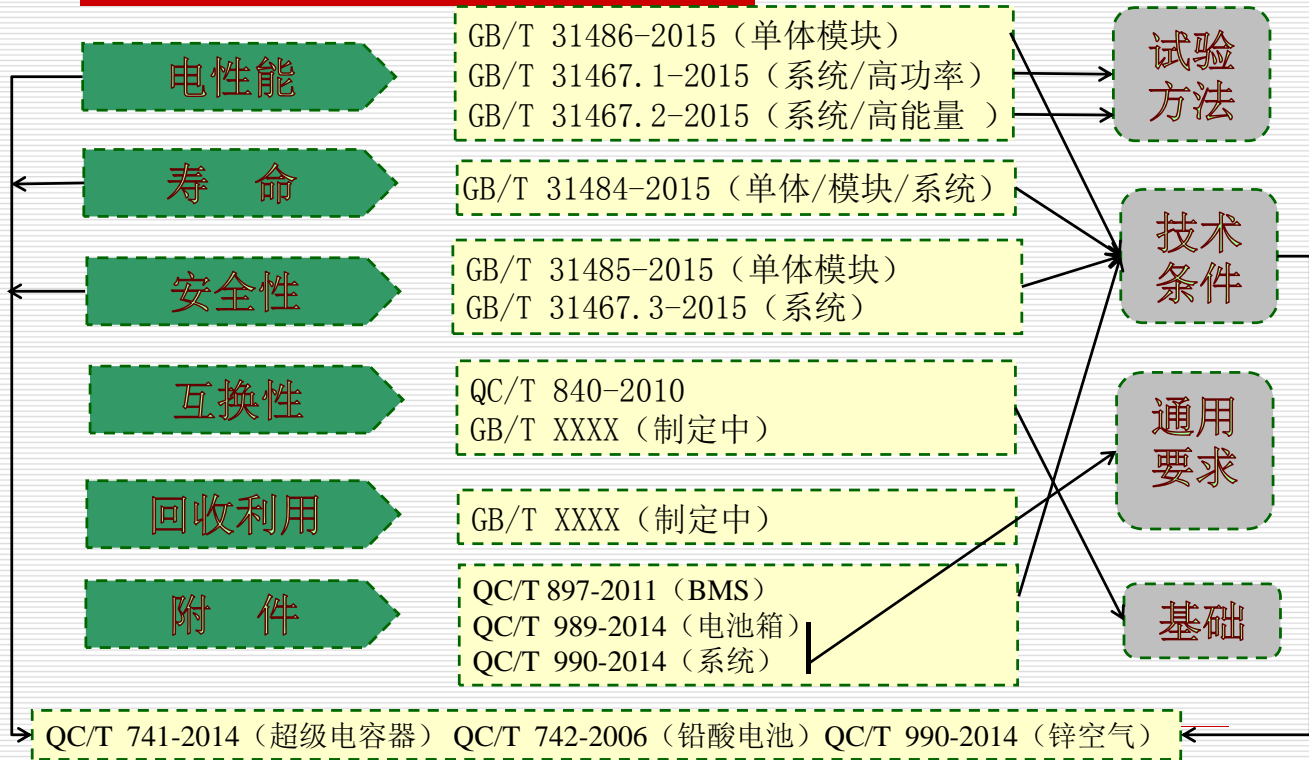 电性能
GB/T 31486-2015（单体模块）
GB/T 31467.1-2015（系统/高功率）
GB/T 31467.2-2015（系统/高能量 ）
试验
方法
寿 命
GB/T 31484-2015（单体/模块/系统）
技术
条件
安全性
GB/T 31485-2015（单体模块）
GB/T 31467.3-2015（系统）
互换性
QC/T 840-2010
GB/T XXXX（制定中）
通用
要求
回收利用
GB/T XXXX（制定中）
附 件
QC/T 897-2011（BMS）
QC/T 989-2014（电池箱）
QC/T 990-2014（系统）
基础
QC/T 741-2014（超级电容器） QC/T 742-2006（铅酸电池）QC/T 990-2014（锌空气）